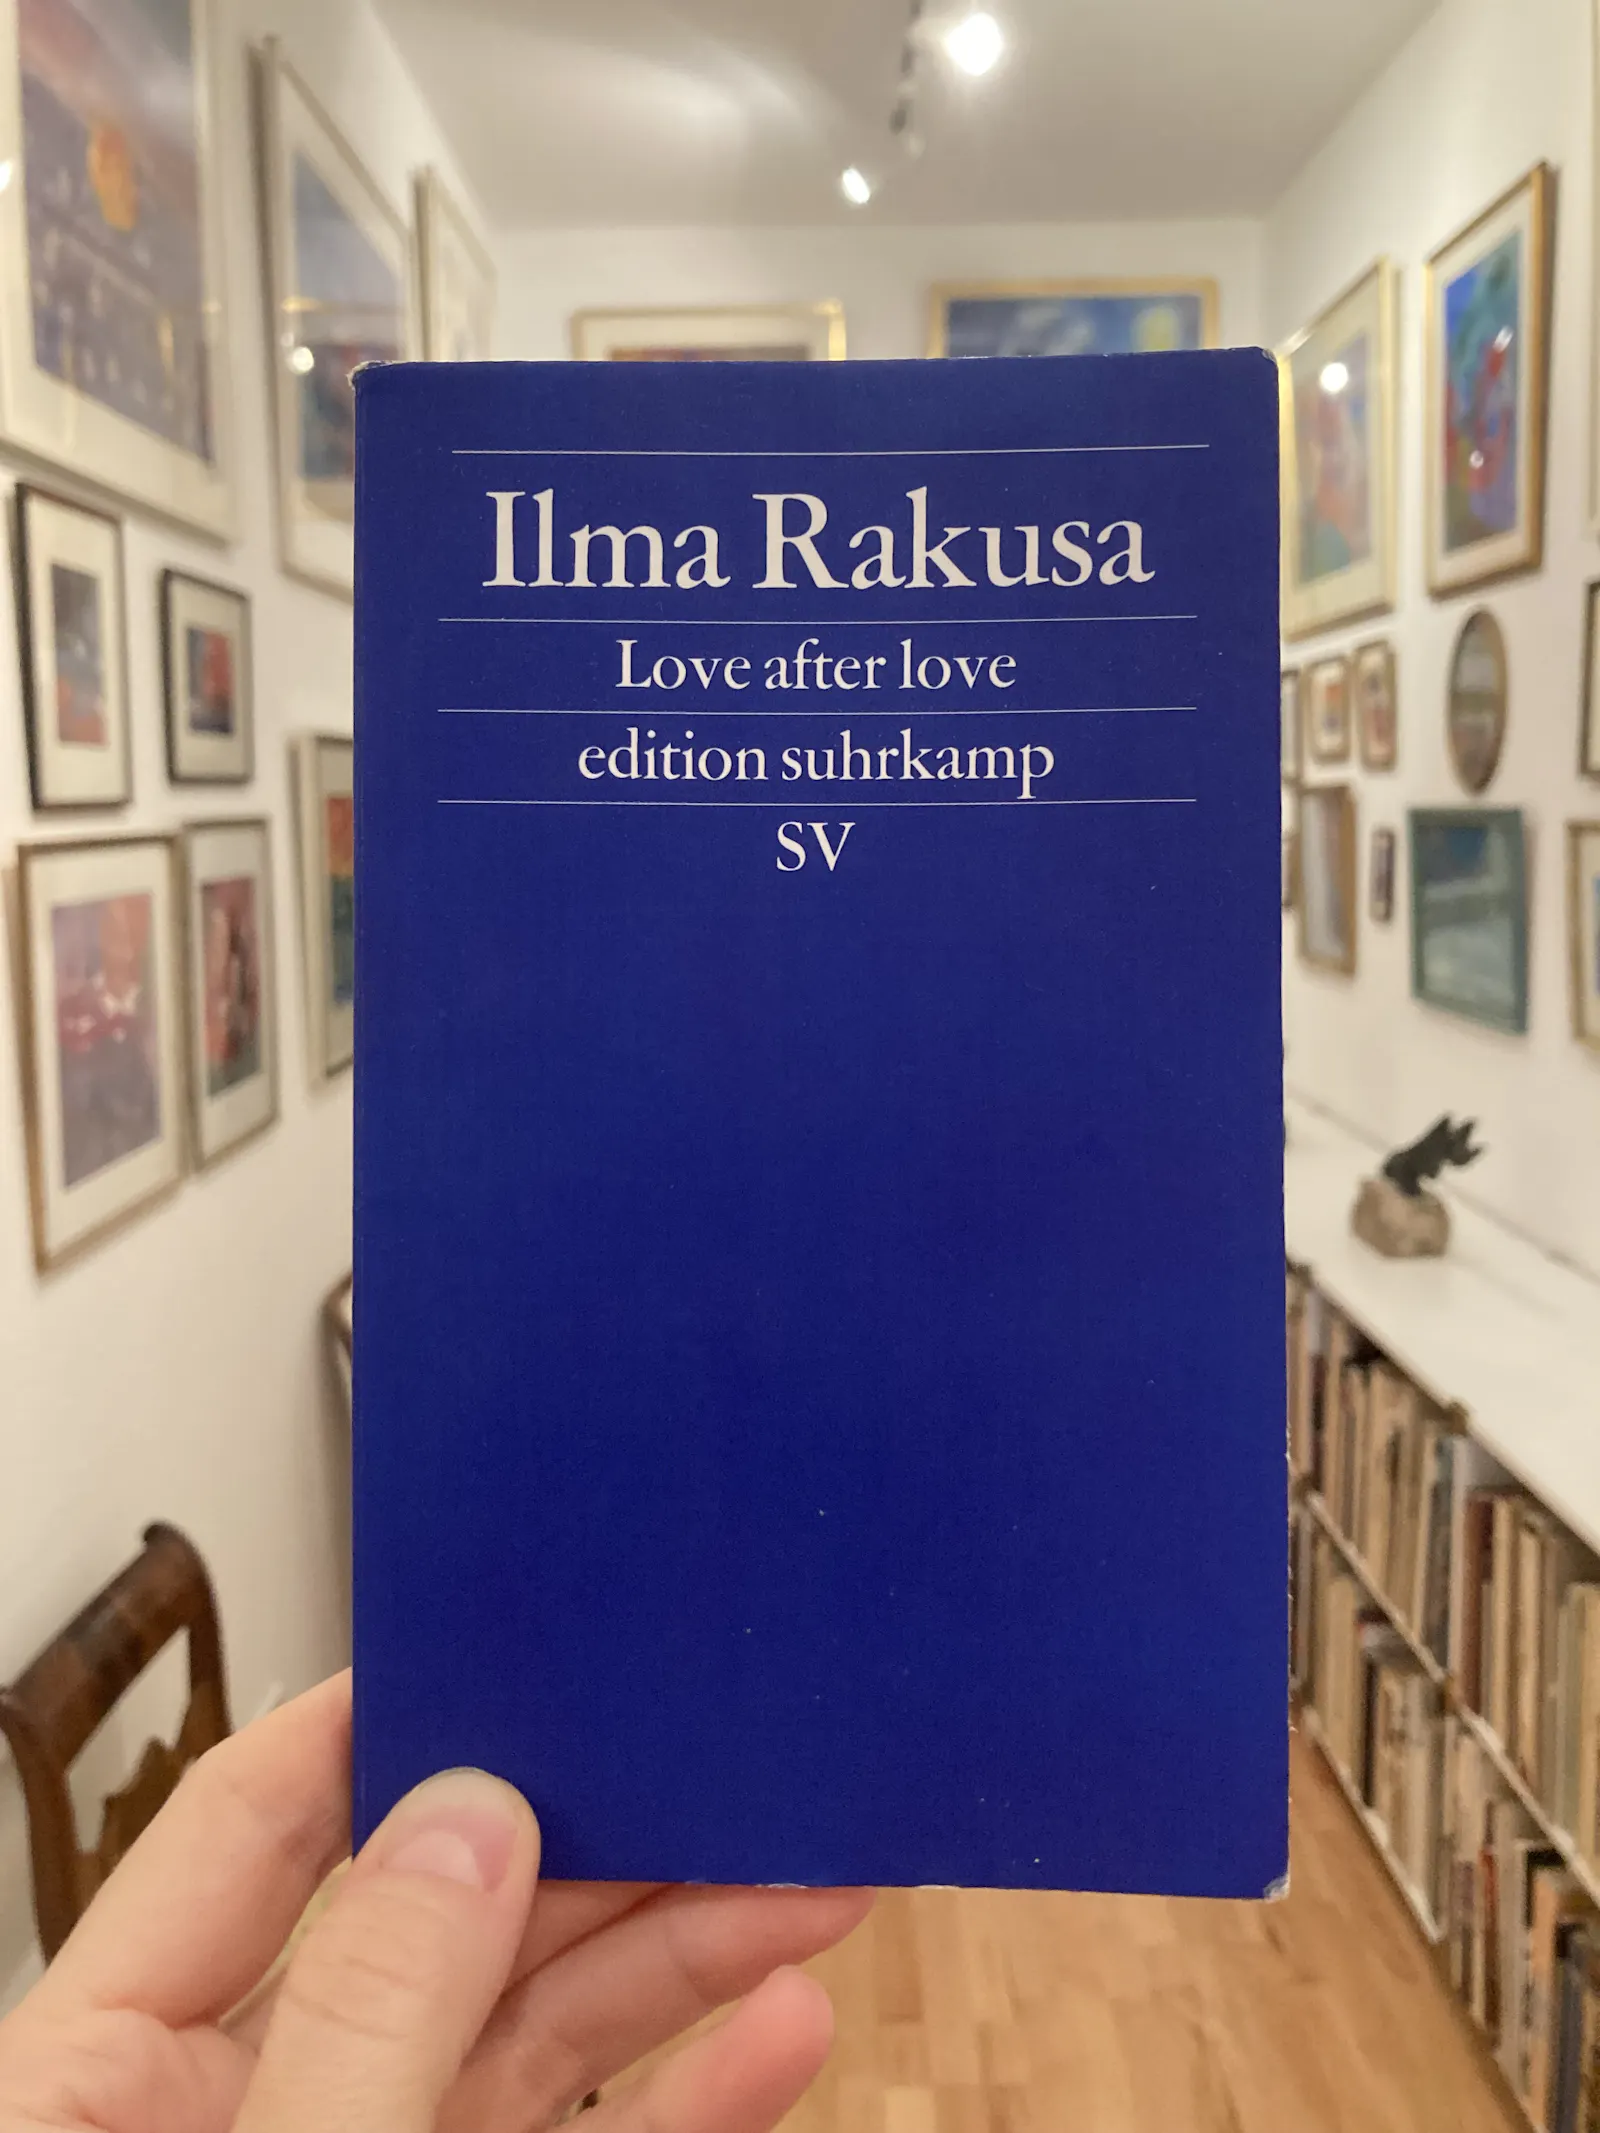 Ilma Rakusa
Love after love
edition suhrkamp
SV